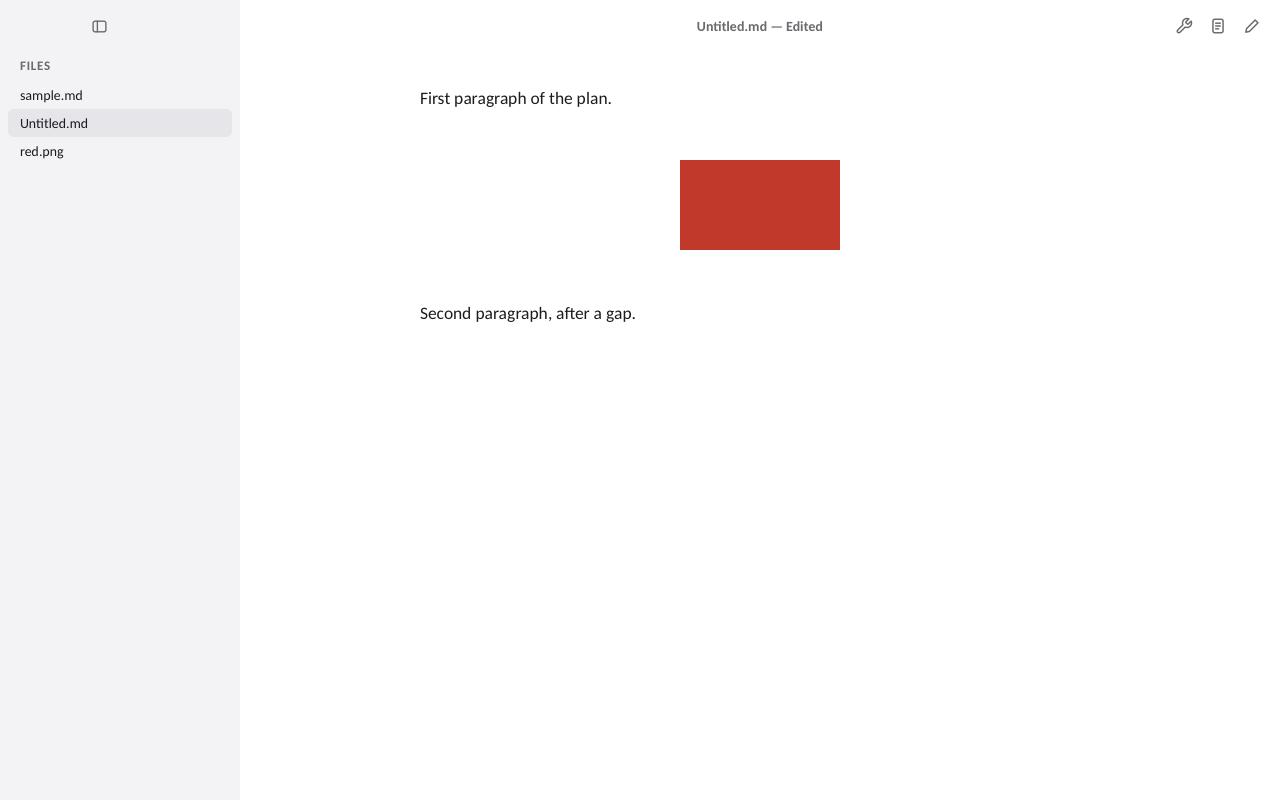 Untitled.md — Edited
FILES
sample.md
Untitled.md
red.png
First paragraph of the plan.
Second paragraph, after a gap.